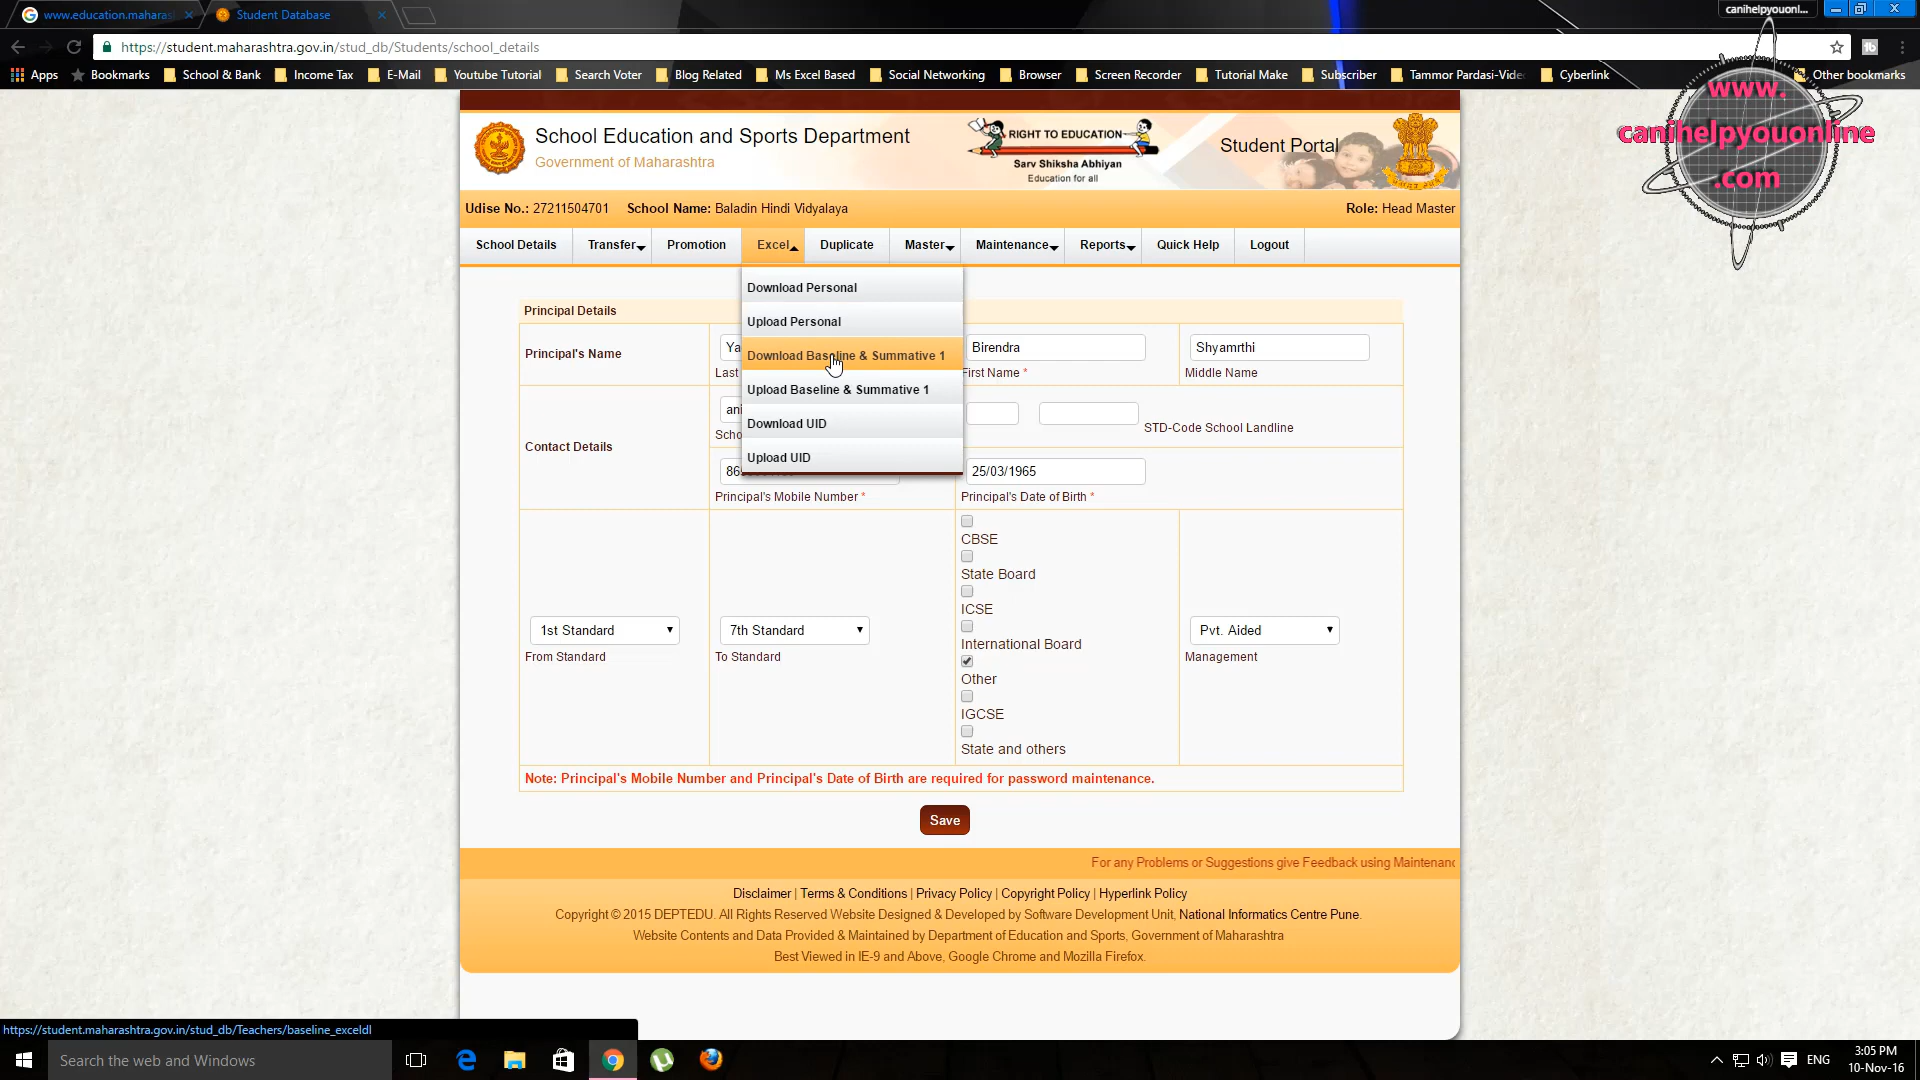 www.education.maharas
Student Database
canihelpyouonl...
https://student.maharashtra.gov.in/stud_db/Students/school_details
Apps
Bookmarks
School & Bank
Income Tax
E-Mail
Youtube Tutorial
Search Voter
Blog Related
Ms Excel Based
Social Networking
Browser
Screen Recorder
Tutorial Make
Subscriber
Tammor Pardasi-Vide
Cyberlink
Other bookmarks
www.
canihelpyouonline
.com
School Education and Sports Department
Government of Maharashtra
RIGHT TO EDUCATION
Sarv Shiksha Abhiyan
Education for all
Student Portal
Udise No.: 27211504701
School Name: Baladin Hindi Vidyalaya
Role: Head Master
School Details
Transfer
Promotion
Excel
Duplicate
Master
Maintenance
Reports
Quick Help
Logout
Download Personal
Upload Personal
Download Baseline & Summative 1
Upload Baseline & Summative 1
Download UID
Upload UID
Principal Details
Principal's Name
Ya
Birendra
Shyamrthi
Last
First Name *
Middle Name
Contact Details
ani
Scho
STD-Code School Landline
25/03/1965
Principal's Mobile Number *
Principal's Date of Birth *
CBSE
State Board
ICSE
International Board
Other
IGCSE
State and others
1st Standard
From Standard
7th Standard
To Standard
Pvt. Aided
Management
Note: Principal's Mobile Number and Principal's Date of Birth are required for password maintenance.
Save
For any Problems or Suggestions give Feedback using Maintenanc
Disclaimer | Terms & Conditions | Privacy Policy | Copyright Policy | Hyperlink Policy
Copyright © 2015 DEPTEDU. All Rights Reserved Website Designed & Developed by Software Development Unit, National Informatics Centre Pune.
Website Contents and Data Provided & Maintained by Department of Education and Sports, Government of Maharashtra
Best Viewed in IE-9 and Above, Google Chrome and Mozilla Firefox.
https://student.maharashtra.gov.in/stud_db/Teachers/baseline_exceldl
Search the web and Windows
ENG
3:05 PM
10-Nov-16